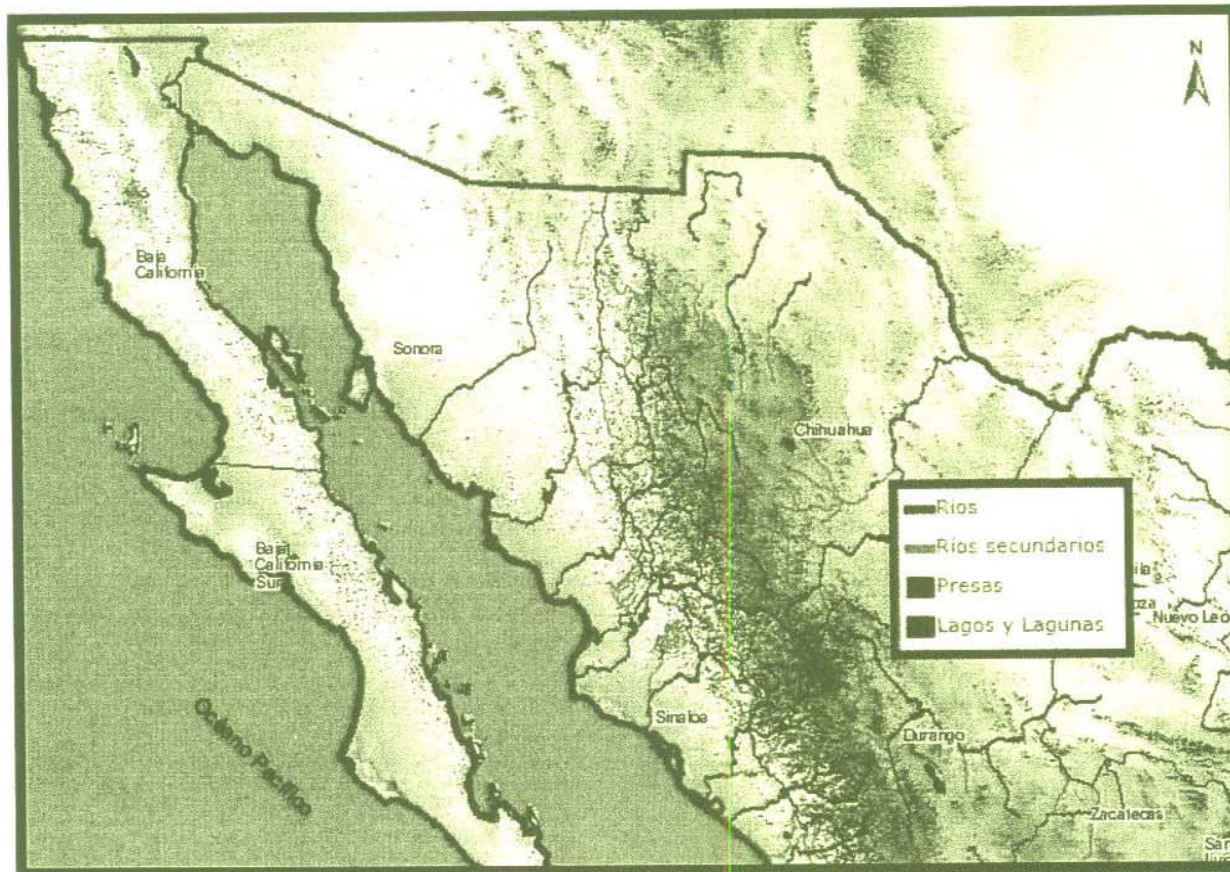 N
Baja
California
Sonora
Chihuahua
Ríos
Ríos secundarios
Presas
Lagos y Lagunas
Nuevo Leo
Baja
California
Sur
Sinaloa
Durango
Océano Pacífico
Zacatecas
San